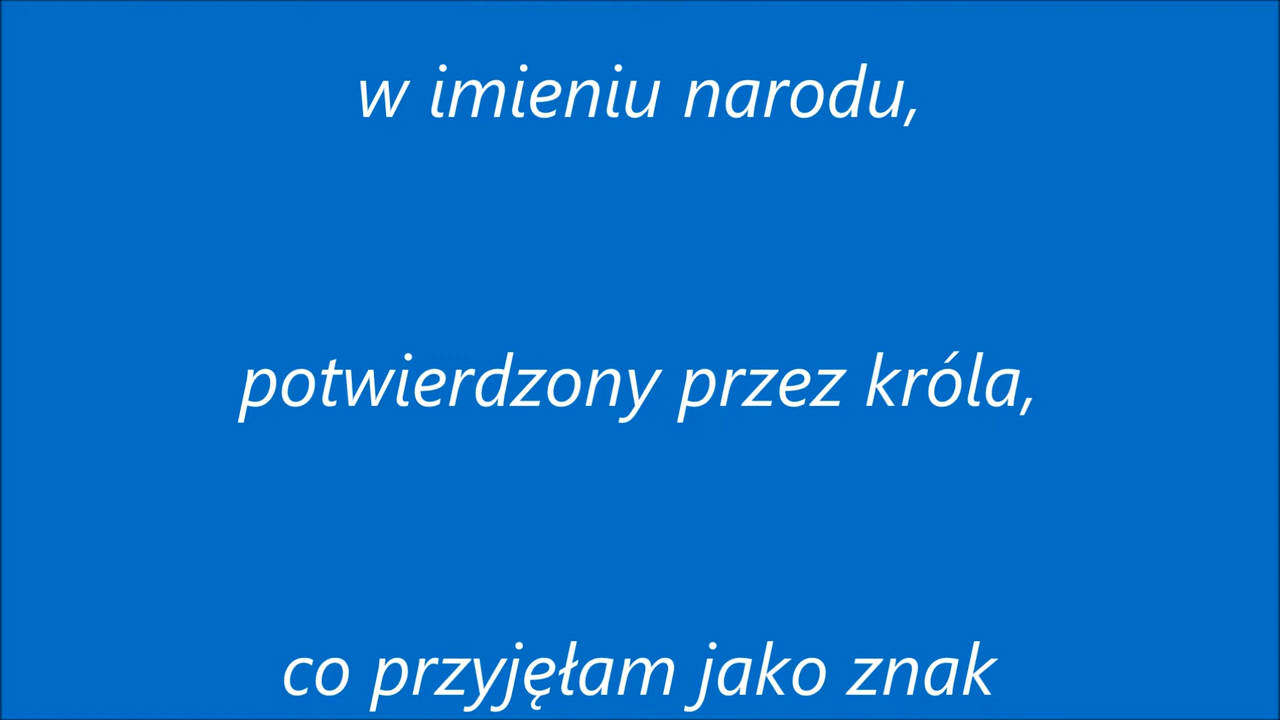 w imieniu narodu,
potwierdzony przez króla,
co przyjęłam jako znak